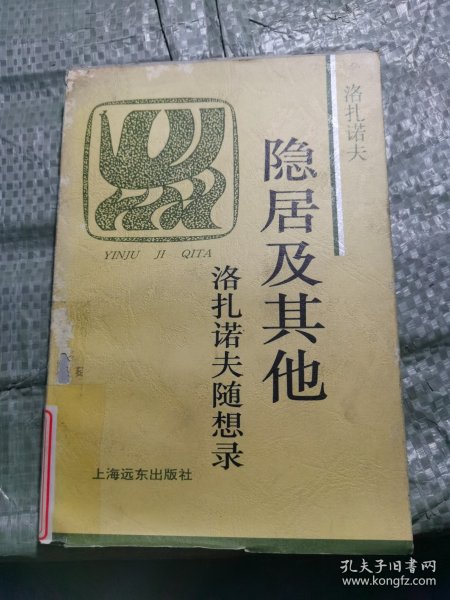 洛扎诺夫
隐居及其他
洛扎诺夫随想录
YINJU JI QITA
上海远东出版社
孔夫子旧书网
www.kongfz.com